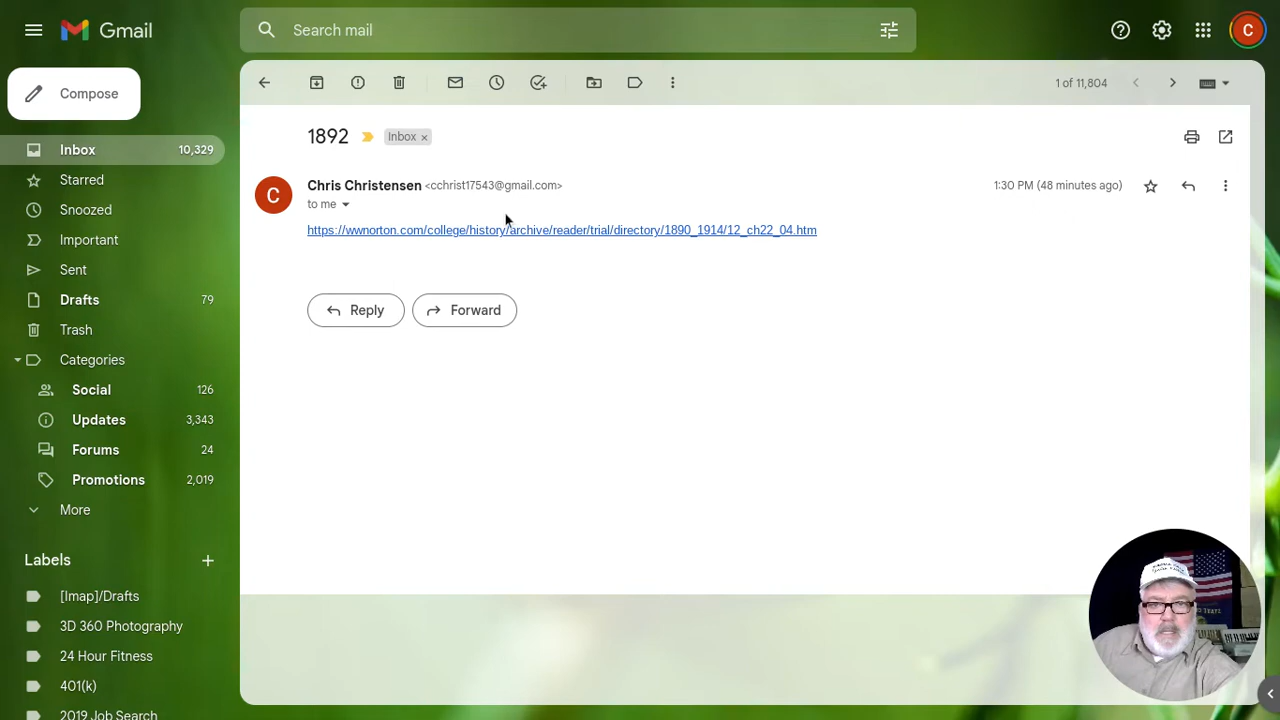 Gmail
Search mail
C
Compose
1 of 11,804
Inbox 10,329
Starred
Snoozed
Important
Sent
Drafts 79
Trash
Categories
Social 126
Updates 3,343
Forums 24
Promotions 2,019
More
Labels
[Imap]/Drafts
3D 360 Photography
24 Hour Fitness
401(k)
2019 Job Search
1892 Inbox ×
C
Chris Christensen <cchrist17543@gmail.com> 1:30 PM (48 minutes ago)
to me
https://wwnorton.com/college/history/archive/reader/trial/directory/1890_1914/12_ch22_04.htm
Reply Forward